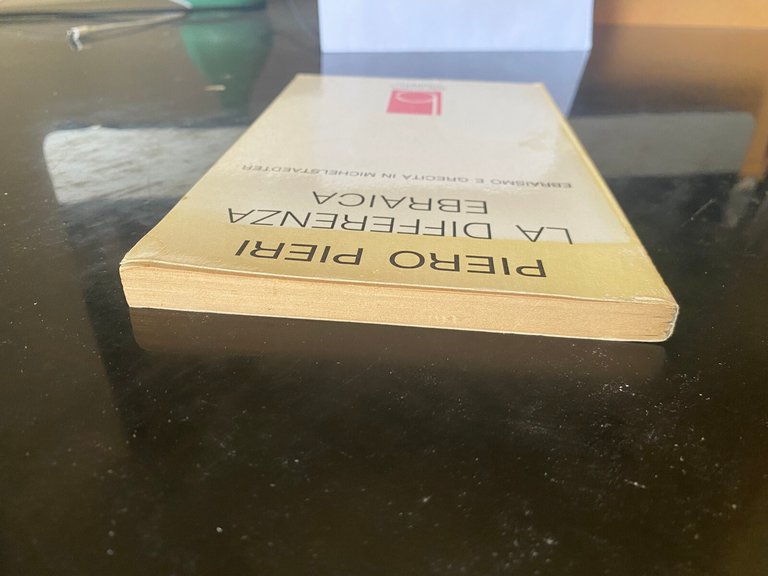 PIERO PIERI
LA DIFFERENZA
EBRAICA
EBRAISMO E GRECITÀ IN MICHELSTAEDTER